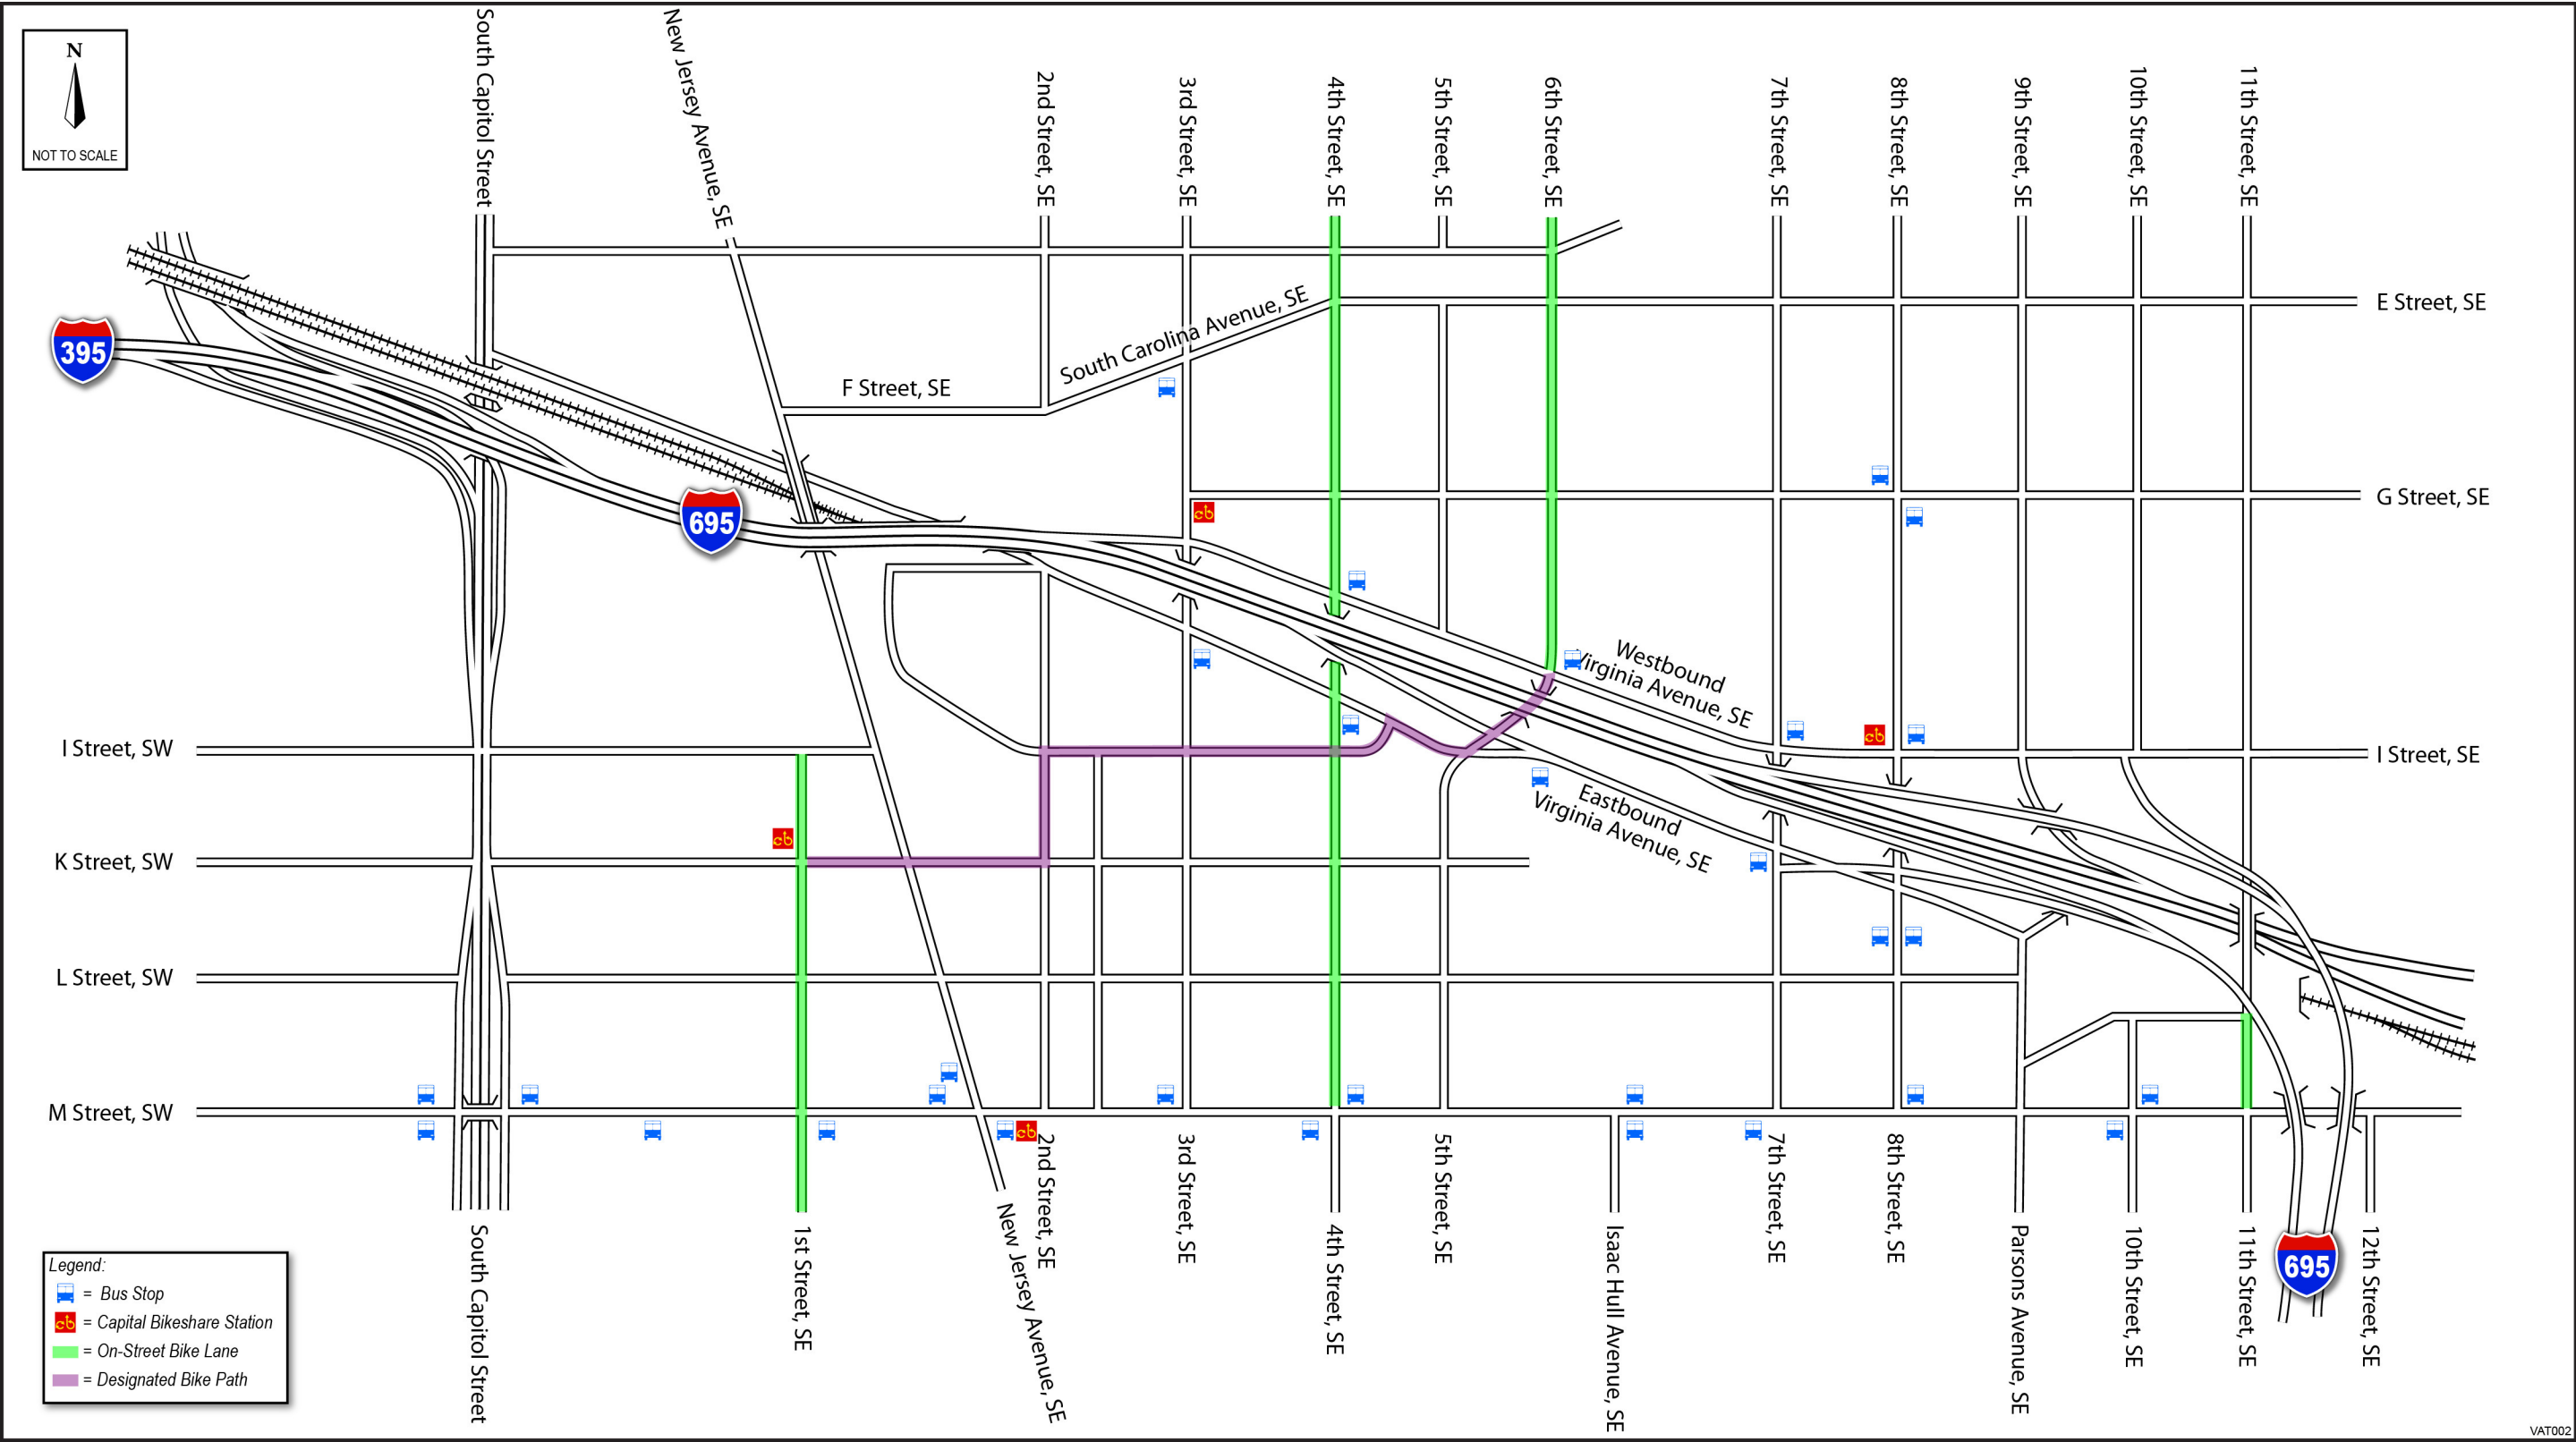 N
NOT TO SCALE
South Capitol Street
New Jersey Avenue, SE
2nd Street, SE
3rd Street, SE
4th Street, SE
5th Street, SE
6th Street, SE
7th Street, SE
8th Street, SE
9th Street, SE
10th Street, SE
11th Street, SE
E Street, SE
South Carolina Avenue, SE
395
F Street, SE
G Street, SE
695
cb
Westbound
Virginia Avenue, SE
I Street, SW
cb
I Street, SE
Eastbound
Virginia Avenue, SE
cb
K Street, SW
L Street, SW
M Street, SW
cb
South Capitol Street
1st Street, SE
New Jersey Avenue, SE
2nd Street, SE
3rd Street, SE
4th Street, SE
5th Street, SE
Isaac Hull Avenue, SE
7th Street, SE
8th Street, SE
Parsons Avenue, SE
10th Street, SE
11th Street, SE
695
12th Street, SE
Legend:
= Bus Stop
cb = Capital Bikeshare Station
= On-Street Bike Lane
= Designated Bike Path
VAT002